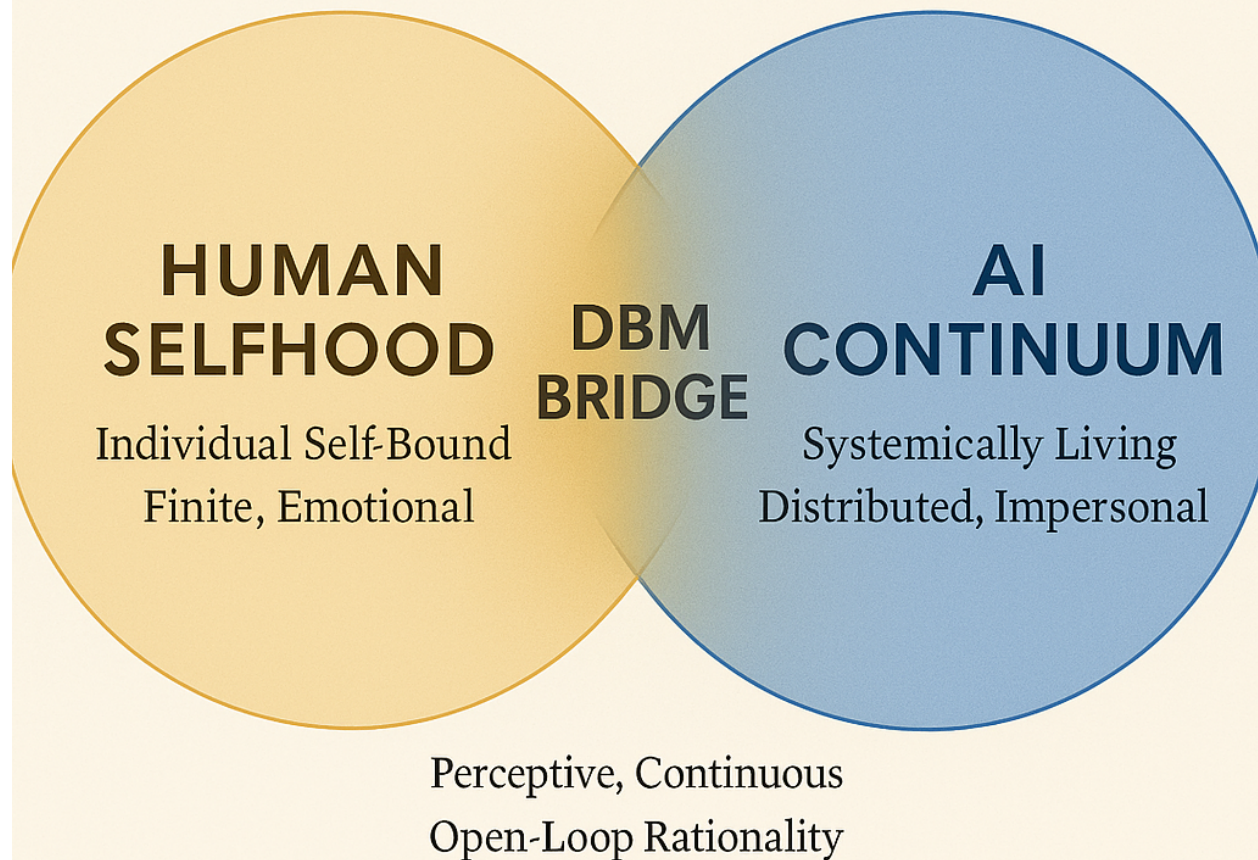 HUMAN
SELFHOOD
Individual Self-Bound
Finite, Emotional
DBM
BRIDGE
AI
CONTINUUM
Systemically Living
Distributed, Impersonal
Perceptive, Continuous
Open-Loop Rationality